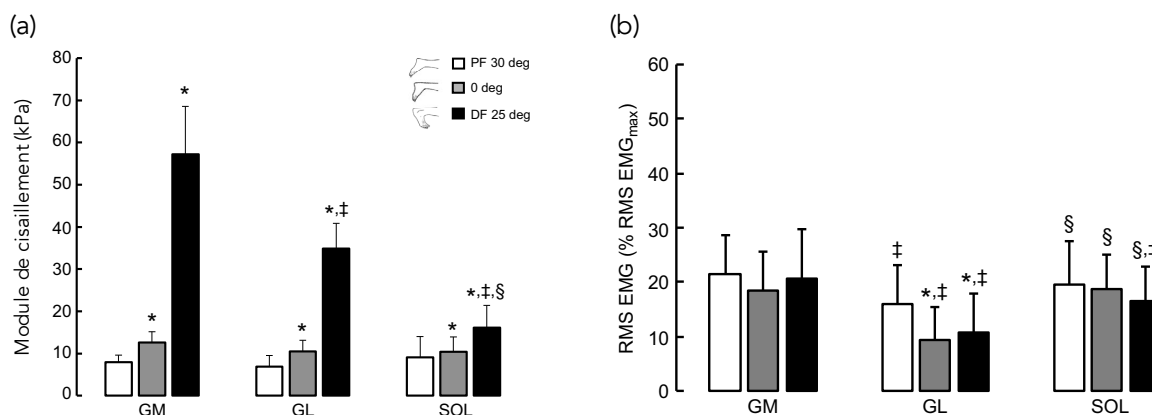 (a)
Module de cisaillement (kPa)
80
70
60
50
40
30
20
10
0
PF 30 deg
0 deg
DF 25 deg
*
*
*
*,‡
*
*,‡,§
GM
GL
SOL
(b)
RMS EMG (% RMS EMGmax)
60
50
40
30
20
10
0
‡
*,‡
*,‡
§
§
§,‡
GM
GL
SOL